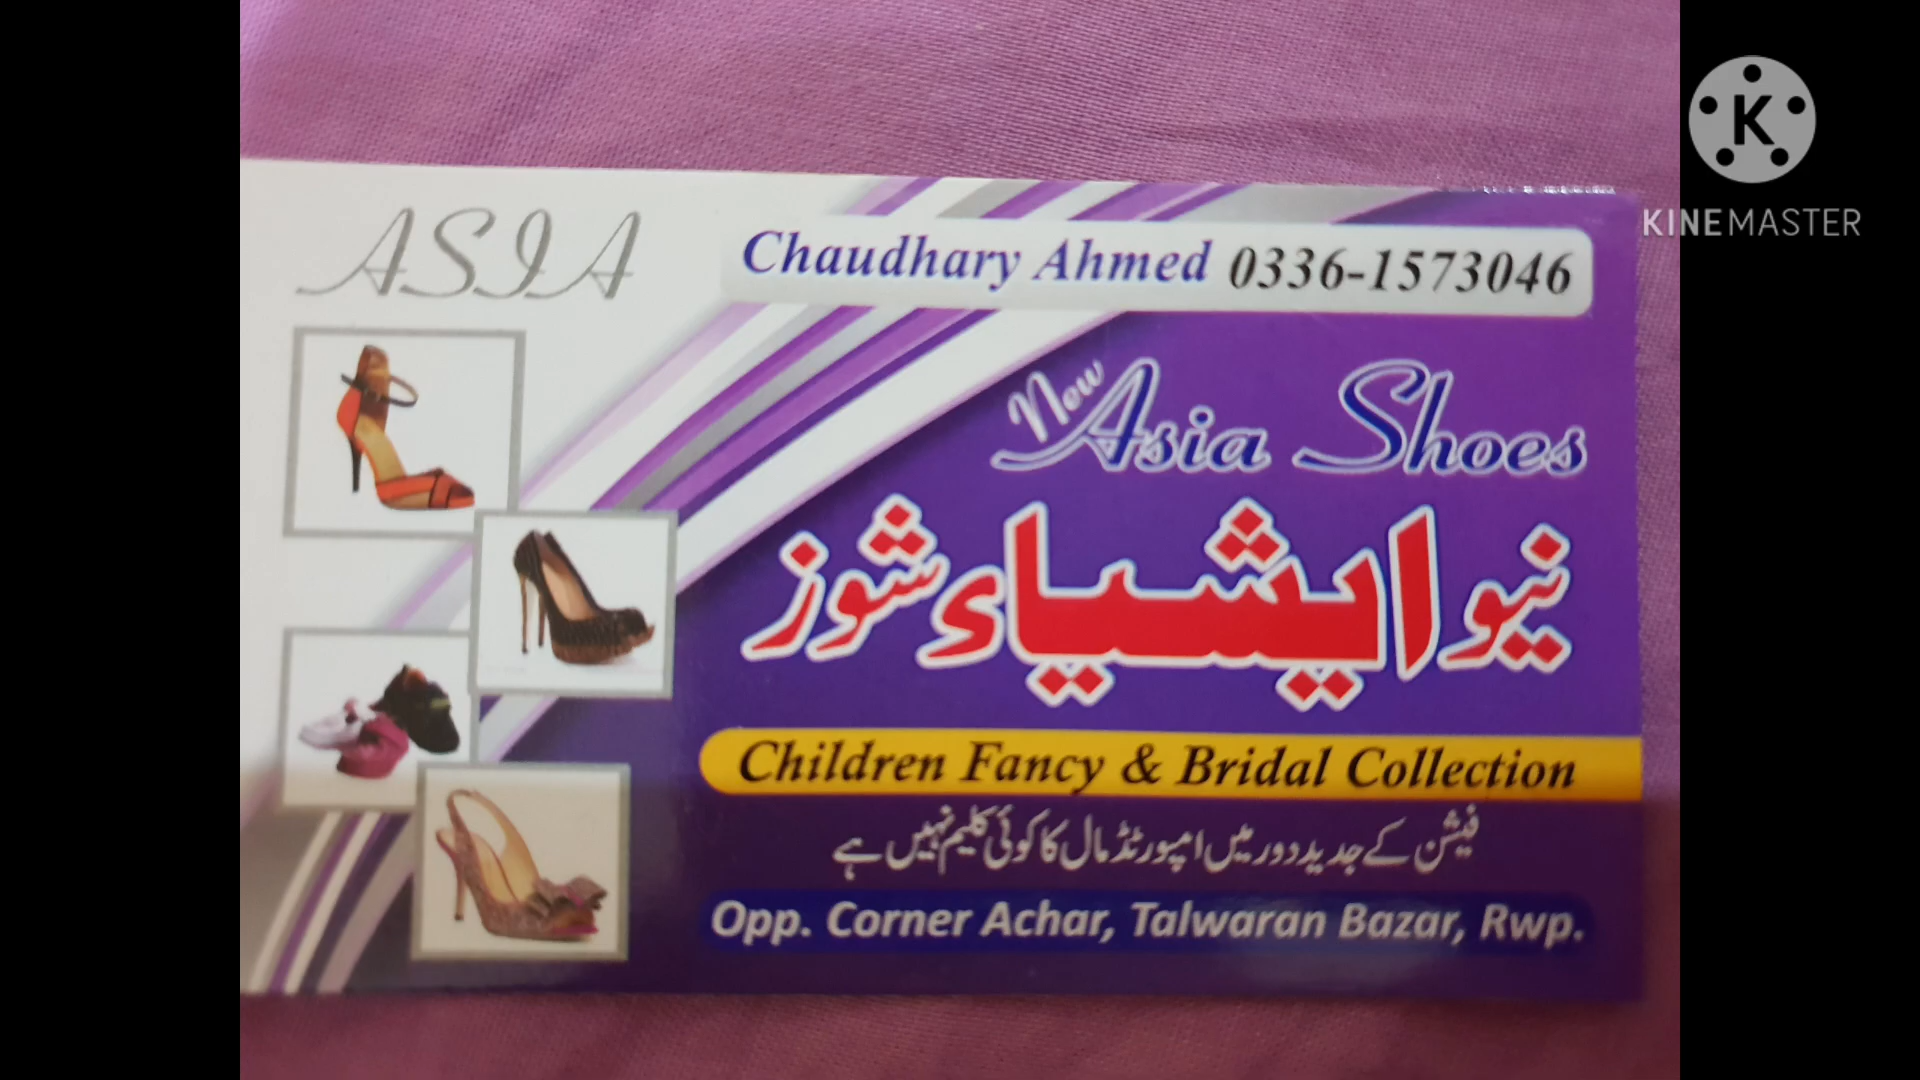 ASIA
Chaudhary Ahmed 0336-1573046
New Asia Shoes
نیو ایشیاء شوز
Children Fancy & Bridal Collection
فیشن کے جدید دور میں امپورٹڈ مال کا کوئی کلیم نہیں ہے
Opp. Corner Achar, Talwaran Bazar, Rwp.
K
KINEMASTER